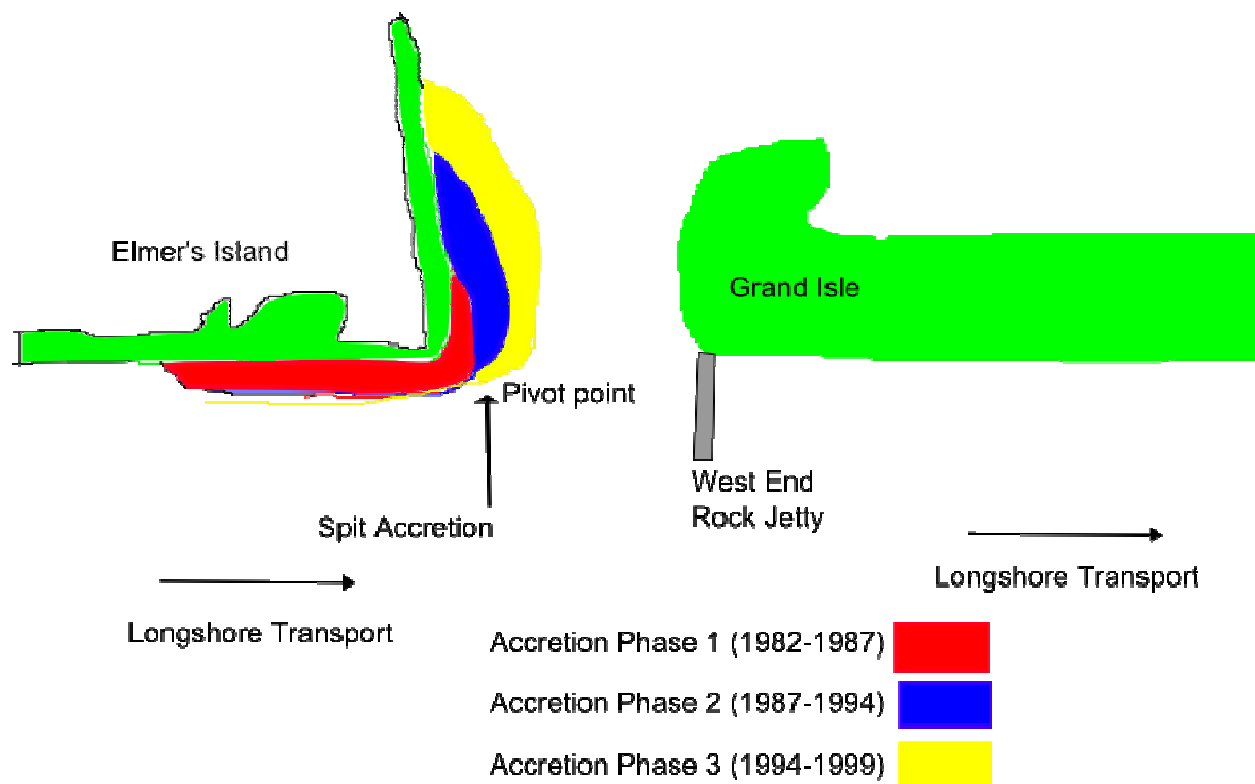 Elmer's Island
Grand Isle
Pivot point
West End
Rock Jetty
Spit Accretion
Longshore Transport
Longshore Transport
Accretion Phase 1 (1982-1987)
Accretion Phase 2 (1987-1994)
Accretion Phase 3 (1994-1999)